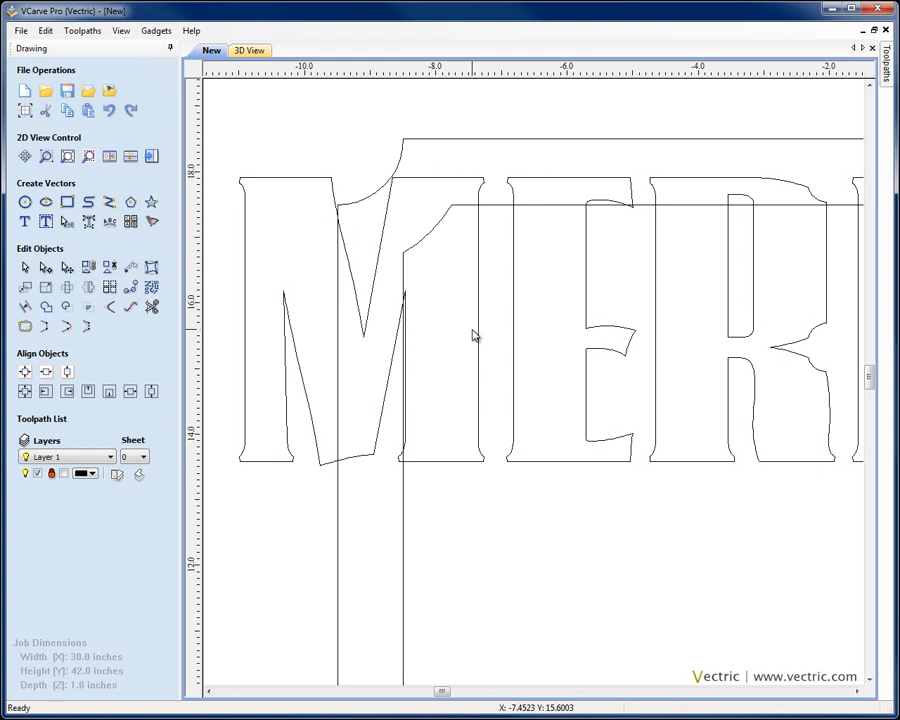 VCarve Pro {Vectric} - [New]
File Edit Toolpaths View Gadgets Help
Drawing
New 3D View
Toolpaths
File Operations
2D View Control
Create Vectors
Edit Objects
Align Objects
Toolpath List
Layers Sheet
Layer 1 0
-10.0 -8.0 -6.0 -4.0 -2.0
18.0
16.0
14.0
12.0
MER
Job Dimensions
Width (X): 30.0 inches
Height (Y): 42.0 inches
Depth (Z): 1.0 inches
Vectric | www.vectric.com
Ready X: -7.4523 Y: 15.6003